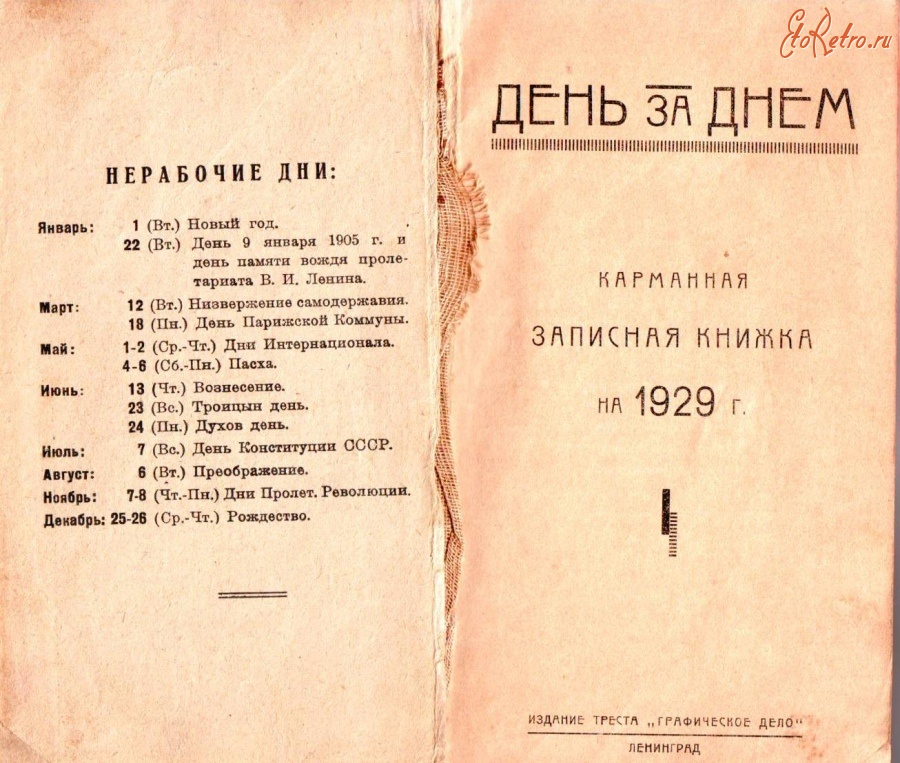 НЕРАБОЧИЕ ДНИ:
Январь: 1 (Вт.) Новый год.
22 (Вт.) День 9 января 1905 г. и
день памяти вождя проле-
тариата В. И. Ленина.
Март: 12 (Вт.) Низвержение самодержавия.
18 (Пн.) День Парижской Коммуны.
Май: 1-2 (Ср.-Чт.) Дни Интернационала.
4-6 (Сб.-Пн.) Пасха.
Июнь: 13 (Чт.) Вознесение.
23 (Вс.) Троицын день.
24 (Пн.) Духов день.
Июль: 7 (Вс.) День Конституции СССР.
Август: 6 (Вт.) Преображение.
Ноябрь: 7-8 (Чт.-Пн.) Дни Пролет. Революции.
Декабрь: 25-26 (Ср.-Чт.) Рождество.
EtoRetro.ru
ДЕНЬ ЗА ДНЕМ
КАРМАННАЯ
ЗАПИСНАЯ КНИЖКА
НА 1929 Г.
ИЗДАНИЕ ТРЕСТА „ГРАФИЧЕСКОЕ ДЕЛО"
ЛЕНИНГРАД